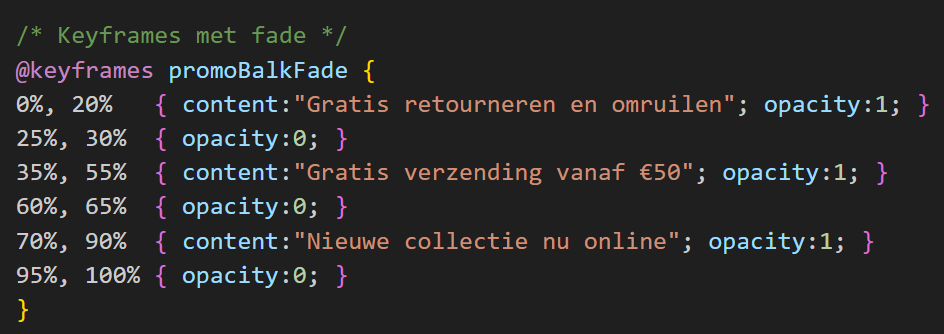 /* Keyframes met fade */
@keyframes promoBalkFade {
0%, 20%   { content:"Gratis retourneren en omruilen"; opacity:1; }
25%, 30%  { opacity:0; }
35%, 55%  { content:"Gratis verzending vanaf €50"; opacity:1; }
60%, 65%  { opacity:0; }
70%, 90%  { content:"Nieuwe collectie nu online"; opacity:1; }
95%, 100% { opacity:0; }
}